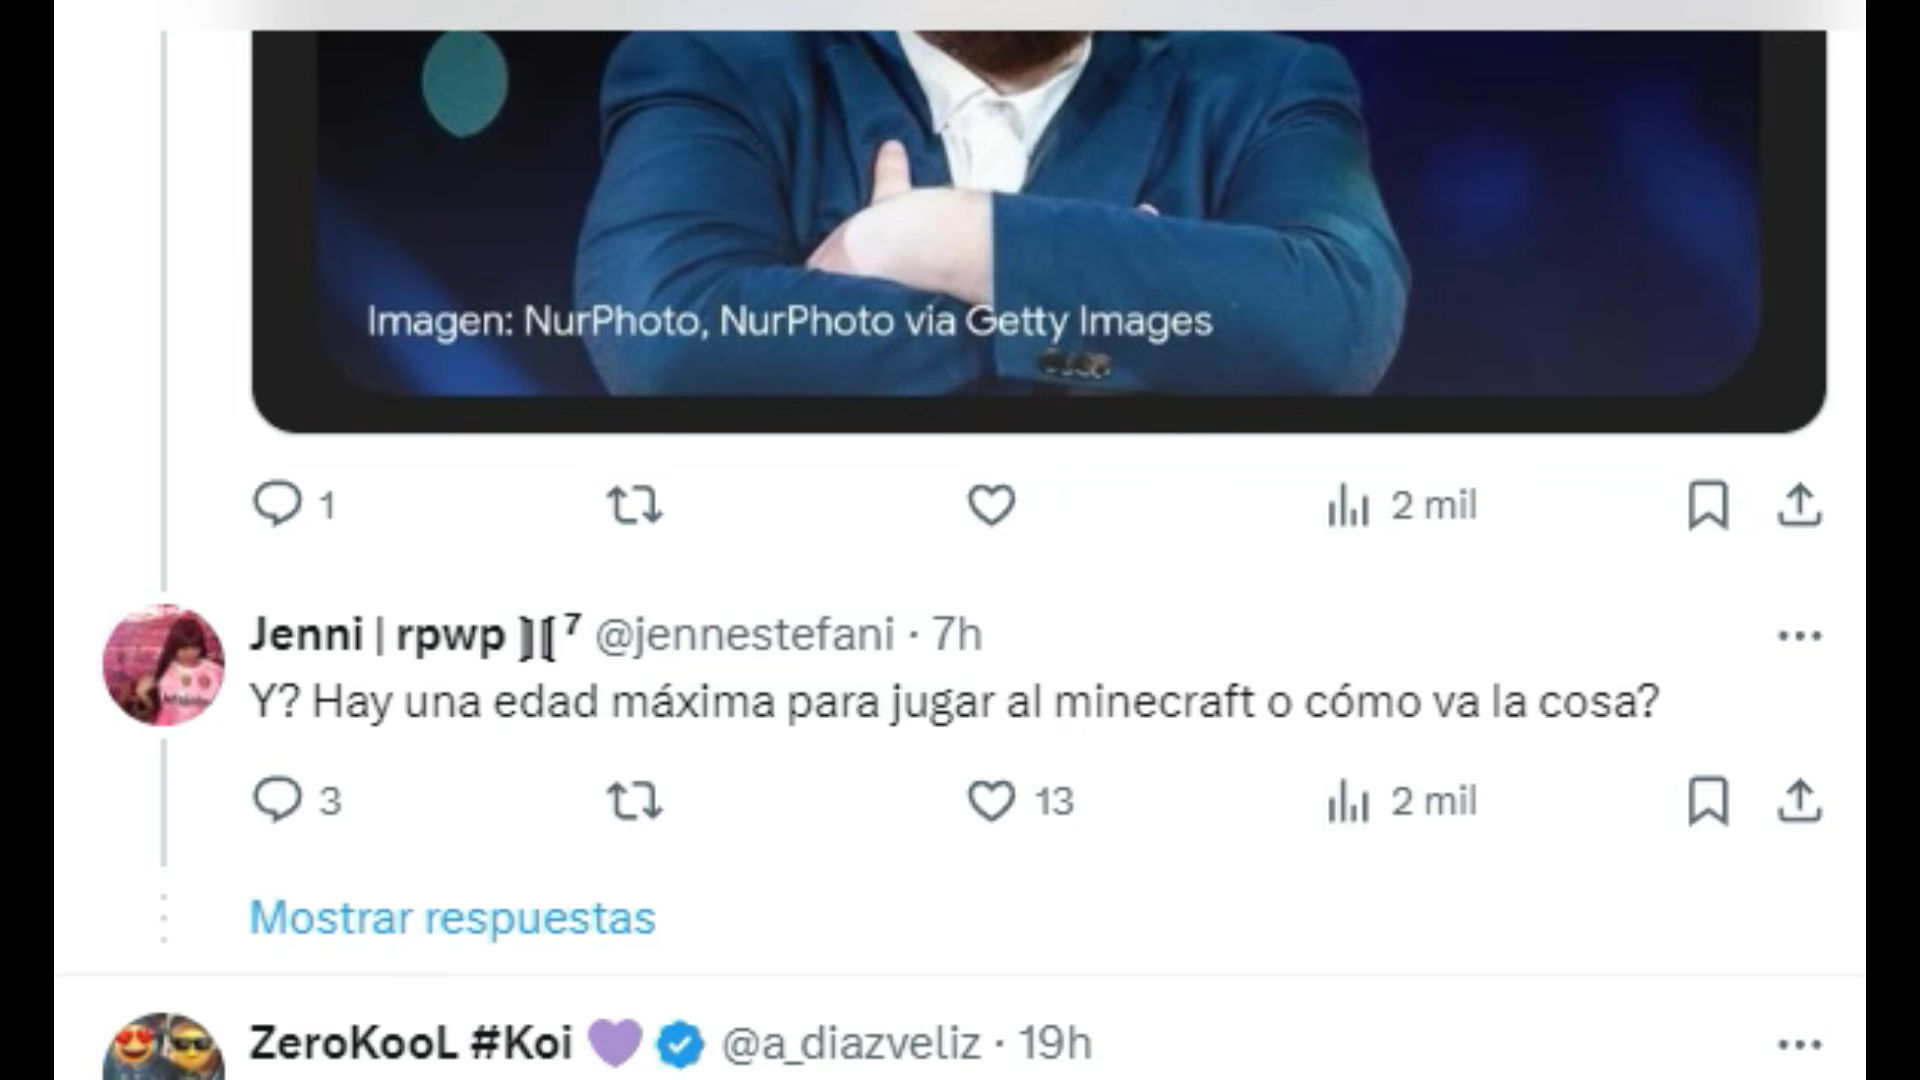 Imagen: NurPhoto, NurPhoto via Getty Images
1
2 mil
Jenni | rpwp ⟭⟬⁷ @jennestefani · 7h
Y? Hay una edad máxima para jugar al minecraft o cómo va la cosa?
3
13
2 mil
Mostrar respuestas
ZeroKooL #Koi 💜 @a_diazveliz · 19h